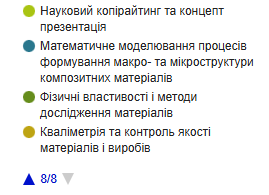 Науковий копірайтинг та концепт
презентація
Математичне моделювання процесів
формування макро- та мікроструктури
композитних матеріалів
Фізичні властивості і методи
дослідження матеріалів
Кваліметрія та контроль якості
матеріалів і виробів
8/8